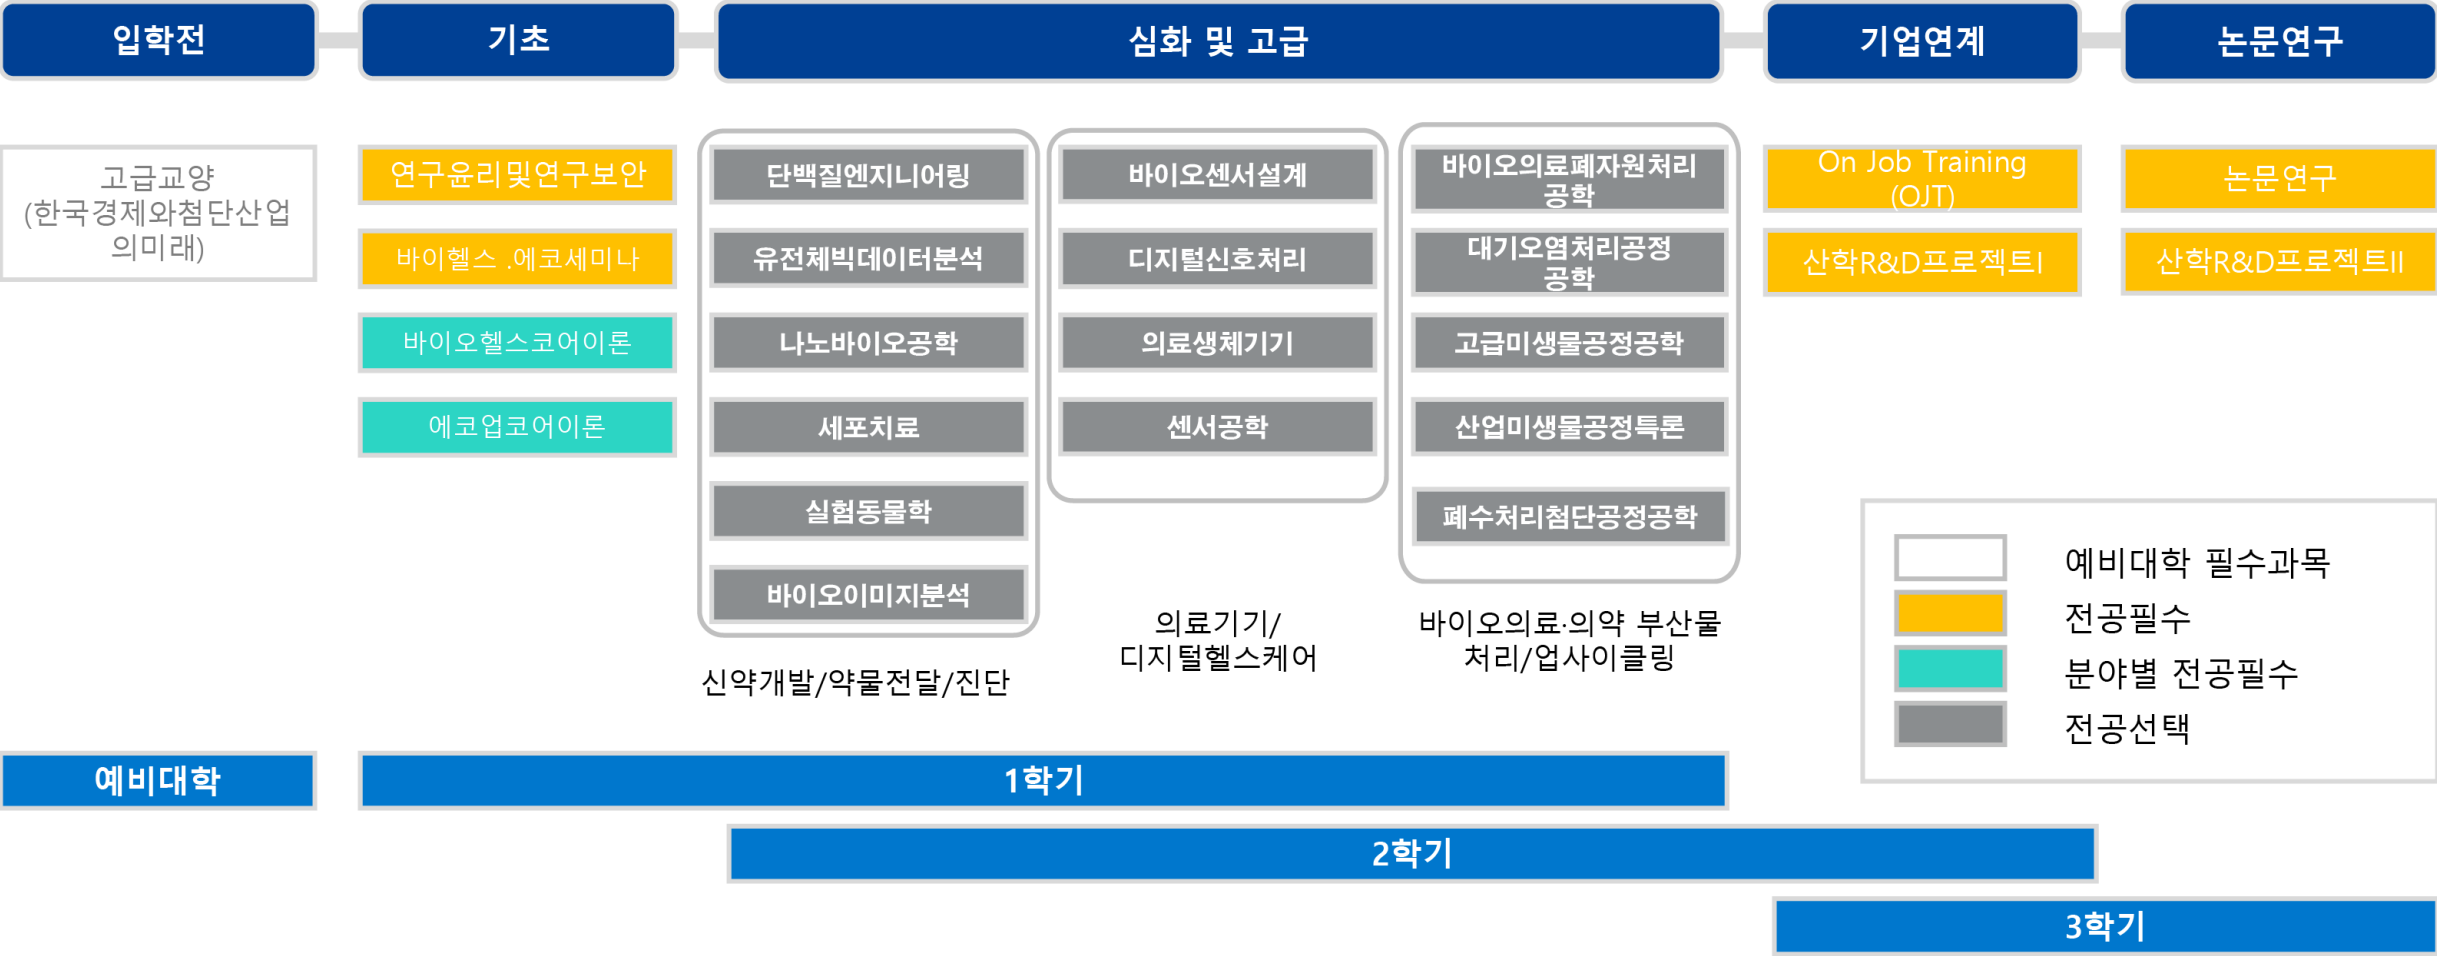 입학전
기초
심화 및 고급
기업연계
논문연구
고급교양
(한국경제와첨단산업
의미래)
연구윤리및연구보안
바이헬스 .에코세미나
바이오헬스코어이론
에코업코어이론
단백질엔지니어링
유전체빅데이터분석
나노바이오공학
세포치료
실험동물학
바이오이미지분석
신약개발/약물전달/진단
바이오센서설계
디지털신호처리
의료생체기기
센서공학
의료기기/
디지털헬스케어
바이오의료폐자원처리
공학
대기오염처리공정
공학
고급미생물공정공학
산업미생물공정특론
폐수처리첨단공정공학
바이오의료·의약 부산물
처리/업사이클링
On Job Training
(OJT)
산학R&D프로젝트I
논문연구
산학R&D프로젝트II
예비대학 필수과목
전공필수
분야별 전공필수
전공선택
예비대학
1학기
2학기
3학기